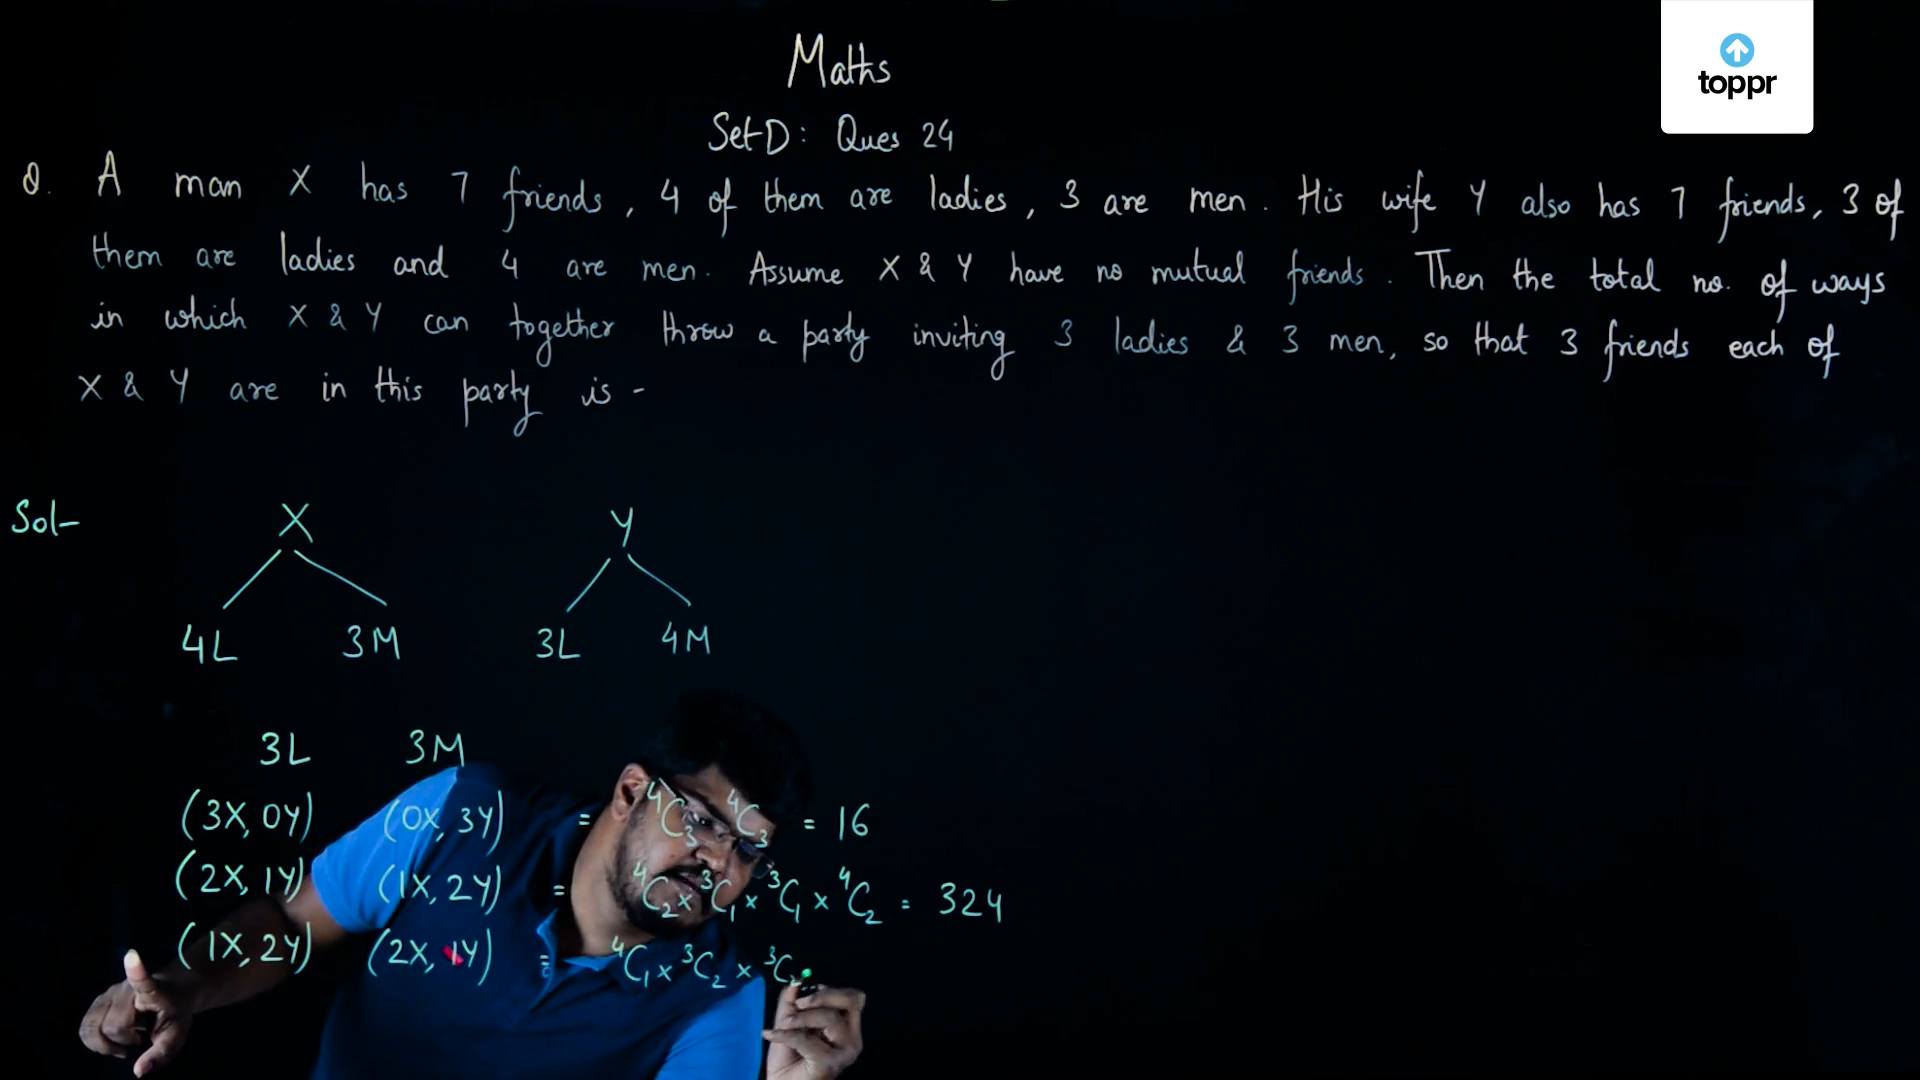 toppr
Maths
Set D: Ques 24
Q. A man X has 7 friends, 4 of them are ladies, 3 are men. His wife Y also has 7 friends, 3 of
them are ladies and 4 are men. Assume X & Y have no mutual friends. Then the total no. of ways
in which X & Y can together throw a party inviting 3 ladies & 3 men, so that 3 friends each of
X & Y are in this party is -
Sol-
X Y
4L 3M 3L 4M
3L 3M
(3X, 0Y) (0X, 3Y) = ⁴C₃ ⁴C₃ = 16
(2X, 1Y) (1X, 2Y) = ⁴C₂ × ³C₁ × ³C₁ × ⁴C₂ = 324
(1X, 2Y) (2X, 1Y) = ⁴C₁ × ³C₂ × ³C₂